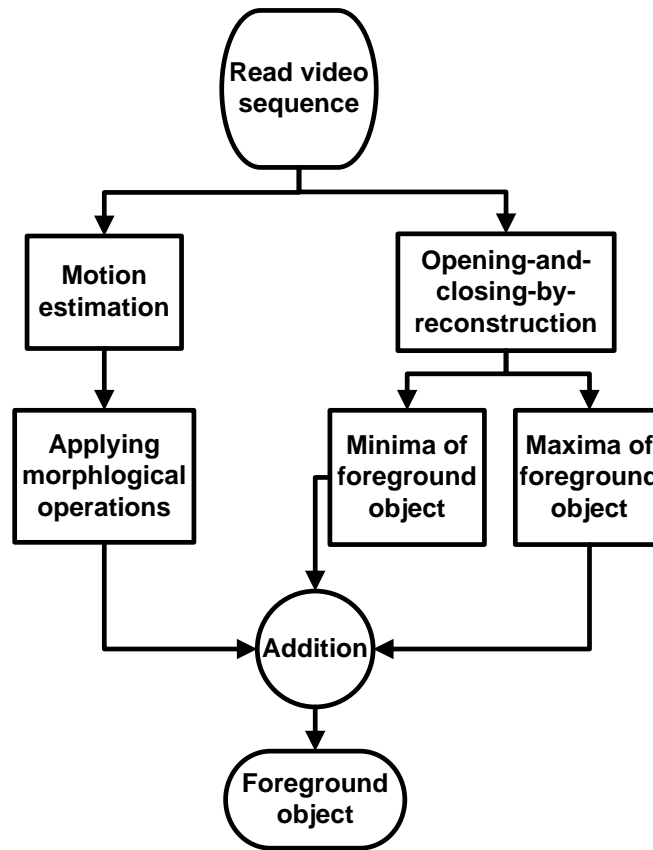 Read video
sequence
Motion
estimation
Opening-and-
closing-by-
reconstruction
Applying
morphlogical
operations
Minima of
foreground
object
Maxima of
foreground
object
Addition
Foreground
object